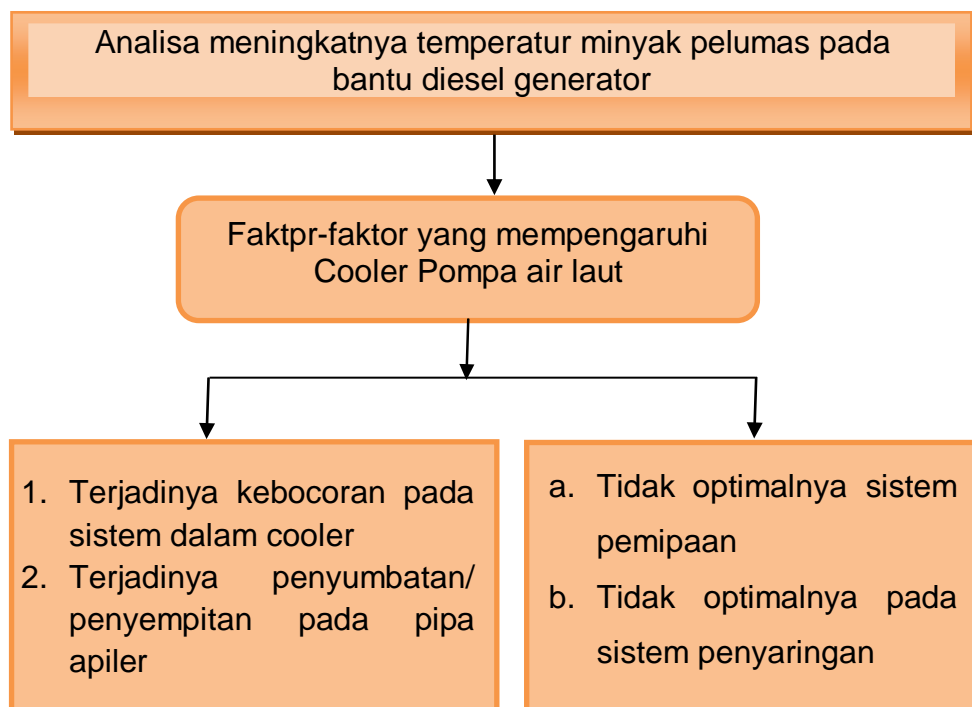 Analisa meningkatnya temperatur minyak pelumas pada
bantu diesel generator
Faktpr-faktor yang mempengaruhi
Cooler Pompa air laut
1. Terjadinya kebocoran pada
sistem dalam cooler
2. Terjadinya penyumbatan/
penyempitan pada pipa
apiler
a. Tidak optimalnya sistem
pemipaan
b. Tidak optimalnya pada
sistem penyaringan